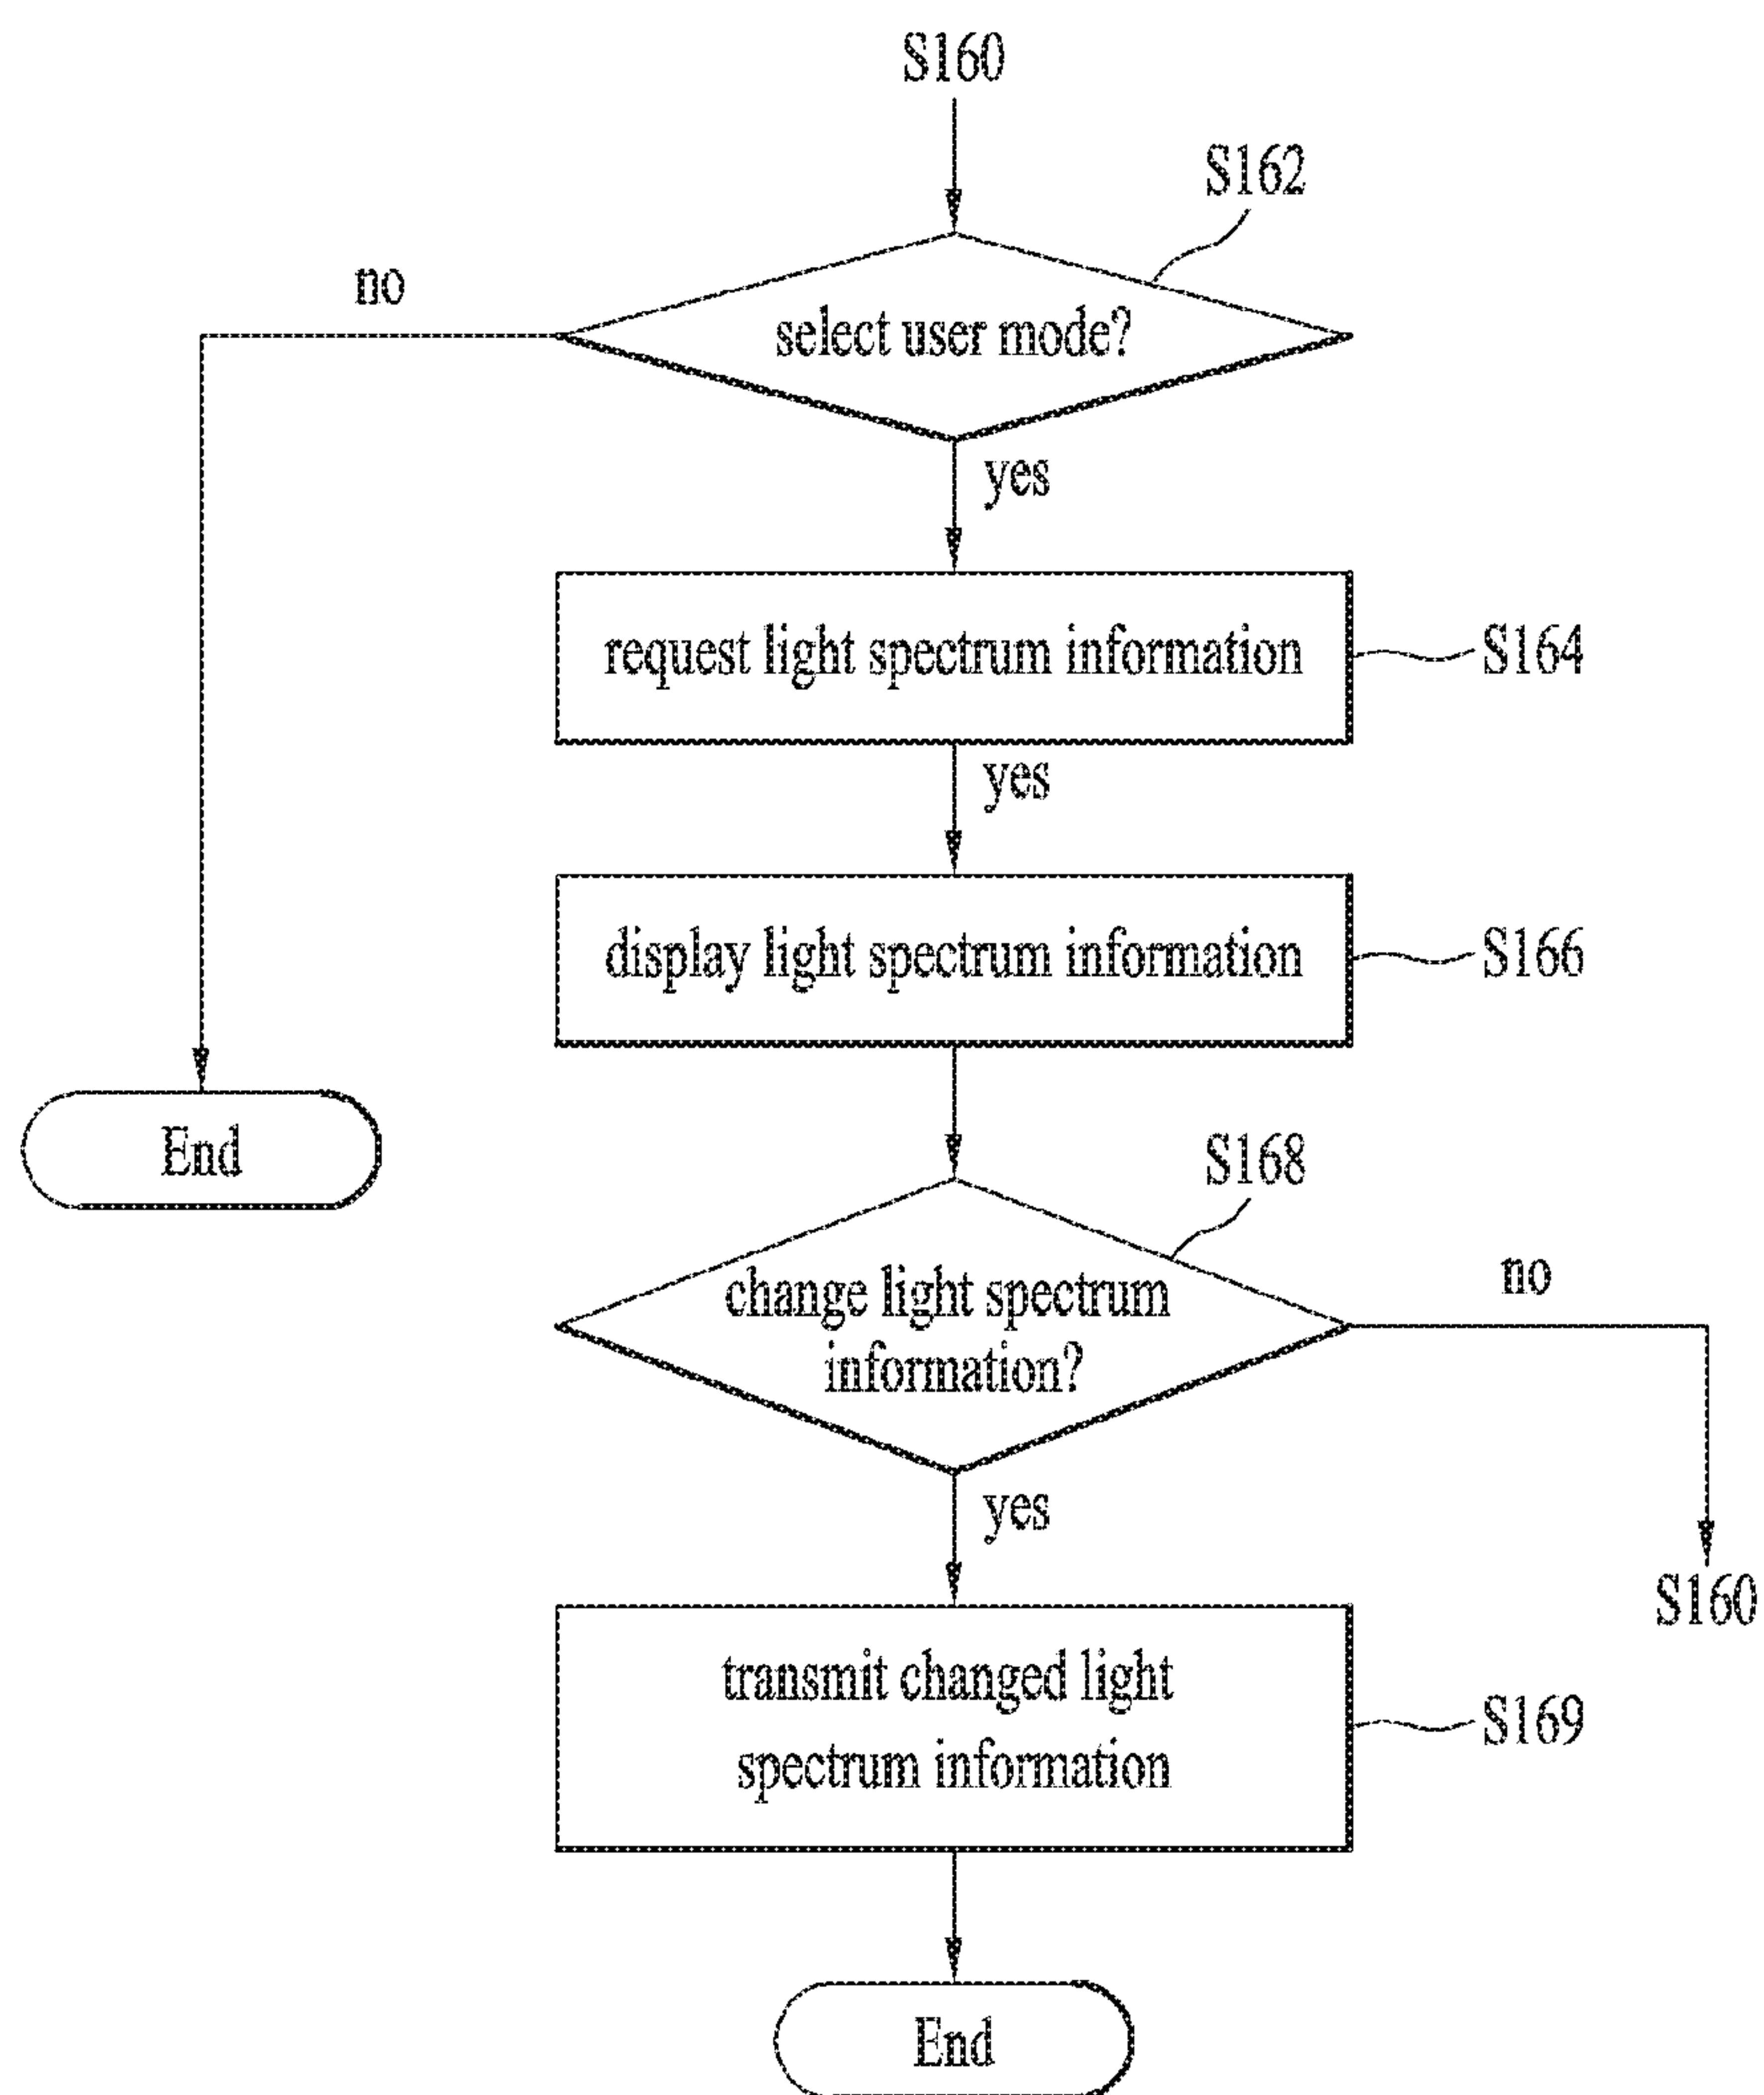 S160
S162
no
select user mode?
yes
request light spectrum information
S164
yes
display light spectrum information
S166
End
S168
change light spectrum
information?
no
yes
S160
transmit changed light
spectrum information
S169
End